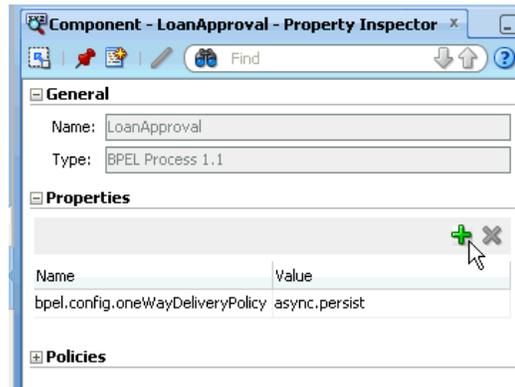 Component - LoanApproval - Property Inspector
Find
General
Name: LoanApproval
Type: BPEL Process 1.1
Properties
Name Value
bpel.config.oneWayDeliveryPolicy async.persist
Policies